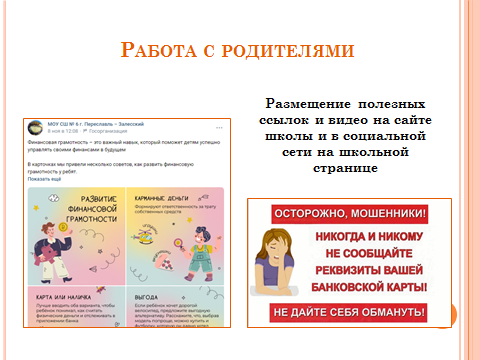 РАБОТА С РОДИТЕЛЯМИ
Размещение полезных
ссылок и видео на сайте
школы и в социальной
сети на школьной
странице
МОУ СШ № 6 г. Переславль - Залесский
8 ноя в 12:08 Госорганизация
Финансовая грамотность – это важный навык, который поможет детям успешно
управлять своими финансами в будущем
В карточках мы привели несколько советов, как развить финансовую
грамотность у ребят.
Показать ещё
РАЗВИТИЕ
ФИНАНСОВОЙ
ГРАМОТНОСТИ
КАРМАННЫЕ ДЕНЬГИ
Формируют ответственность за трату
собственных средств
КАРТА ИЛИ НАЛИЧКА
Лучше вводить оба варианта, чтобы
ребёнок понимал, как считать
физические деньги и отслеживать в
приложении банка
ВЫГОДА
Если ребёнок хочет дорогой
велосипед, предложите выгодную
альтернативу. Расскажите, что, выбрав
модель попроще, можно купить и
ОСТОРОЖНО, МОШЕННИКИ!
НИКОГДА И НИКОМУ
НЕ СООБЩАЙТЕ
РЕКВИЗИТЫ ВАШЕЙ
БАНКОВСКОЙ КАРТЫ!
НЕ ДАЙТЕ СЕБЯ ОБМАНУТЬ!